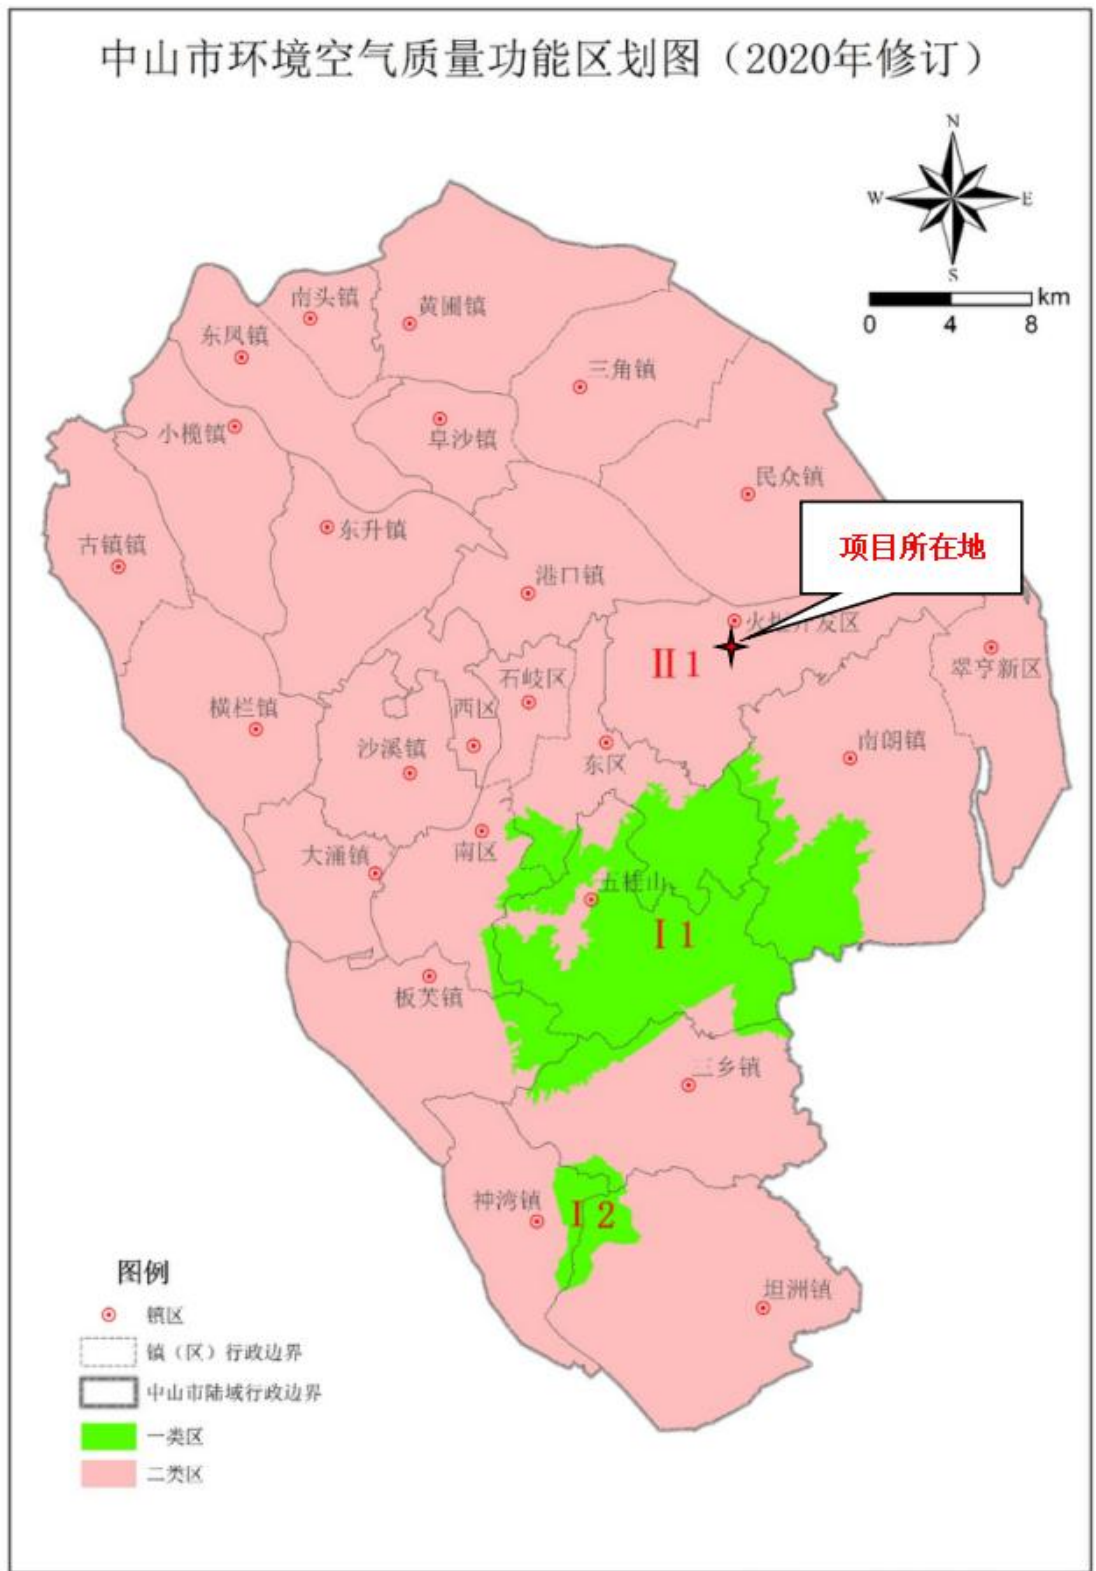 中山市环境空气质量功能区划图（2020年修订）
N
W
E
S
km
0 4 8
南头镇
黄圃镇
东凤镇
三角镇
小榄镇
阜沙镇
民众镇
东升镇
古镇镇
项目所在地
港口镇
火炬开发区
II 1
翠亨新区
石岐区
西区
横栏镇
沙溪镇
东区
南朗镇
南区
大涌镇
五桂山
I 1
板芙镇
三乡镇
神湾镇
I 2
坦洲镇
图例
镇区
镇（区）行政边界
中山市陆域行政边界
一类区
二类区